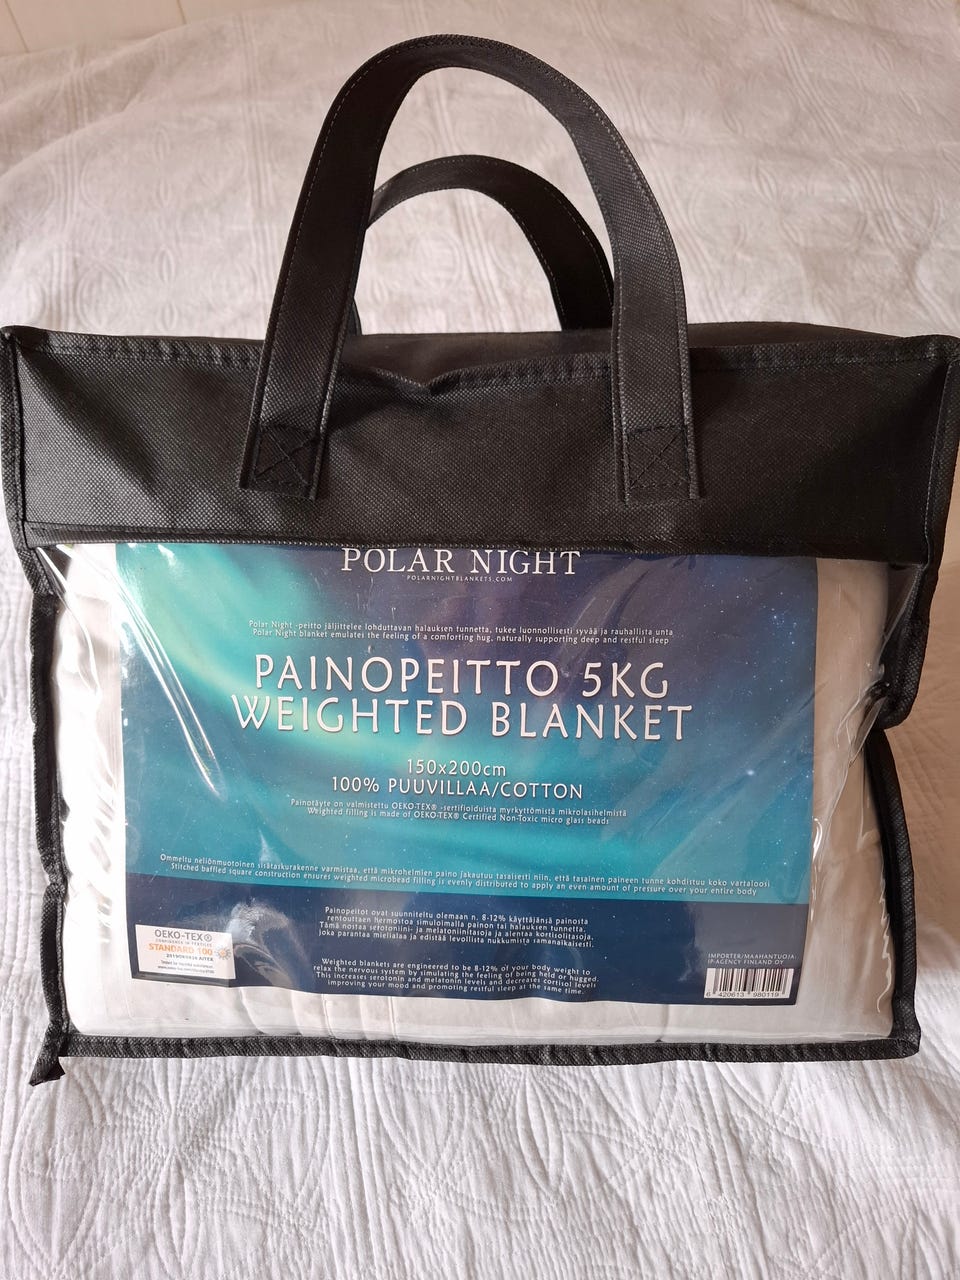 POLAR NIGHT
POLARNIGHTBLANKETS.COM
Polar Night -peitto jäljittelee lohduttavan halauksen tunnetta, tukee luonnollisesti syvää ja rauhallista unta
Polar Night blanket emulates the feeling of a comforting hug, naturally supporting deep and restful sleep
PAINOPEITTO 5KG
WEIGHTED BLANKET
150x200cm
100% PUUVILLAA/COTTON
Painotäyte on valmistettu OEKO-TEX® -sertifioiduista myrkyttömistä mikrolasihelmistä
Weighted filling is made of OEKO-TEX® Certified Non-Toxic micro glass beads
Ommeltu neliönmuotoinen sisätaskurakenne varmistaa, että mikrohelmien paino jakautuu tasaisesti niin, että tasainen paineen tunne kohdistuu koko vartaloosi
Stitched baffled square construction ensures weighted microbead filling is evenly distributed to apply an even amount of pressure over your entire body
Painopeitot ovat suunniteltu olemaan n. 8-12% käyttäjänsä painosta
rentouttaen hermostoa simuloimalla painon tai halauksen tunnetta.
Tämä nostaa serotoniini- ja melatoniinitasoja ja alentaa kortisolitasoja,
joka parantaa mielialaa ja edistää levollista nukkumista samanaikaisesti.
Weighted blankets are engineered to be 8-12% of your body weight to
relax the nervous system by simulating the feeling of being held or hugged.
This increases serotonin and melatonin levels and decreases cortisol levels
improving your mood and promoting restful sleep at the same time.
OEKO-TEX®
CONFIDENCE IN TEXTILES
STANDARD 100
IMPORTER/MAAHANTUOJA:
IP-AGENCY FINLAND OY
6 420613 980119